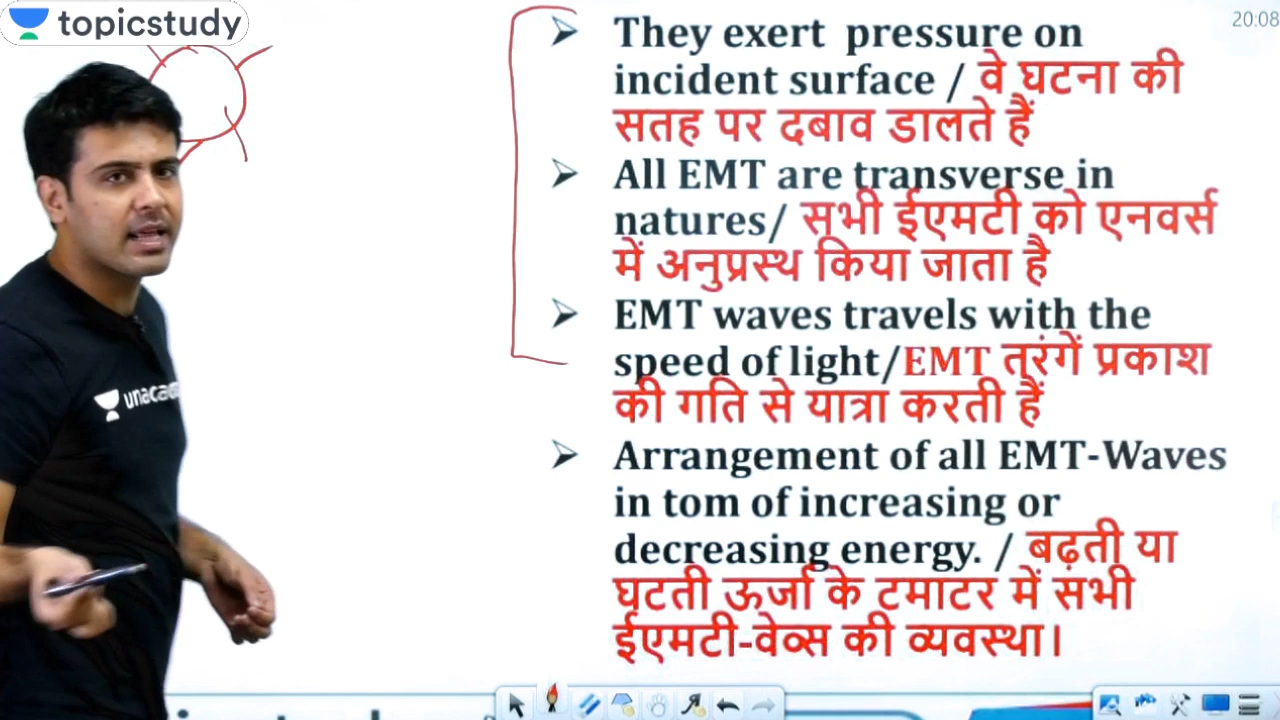 topicstudy
20:08
They exert pressure on
incident surface / वे घटना की
सतह पर दबाव डालते हैं
All EMT are transverse in
natures/ सभी ईएमटी को एनवर्स
में अनुप्रस्थ किया जाता है
EMT waves travels with the
speed of light/EMT तरंगें प्रकाश
की गति से यात्रा करती हैं
Arrangement of all EMT-Waves
in tom of increasing or
decreasing energy. / बढ़ती या
घटती ऊर्जा के टमाटर में सभी
ईएमटी-वेव्स की व्यवस्था।